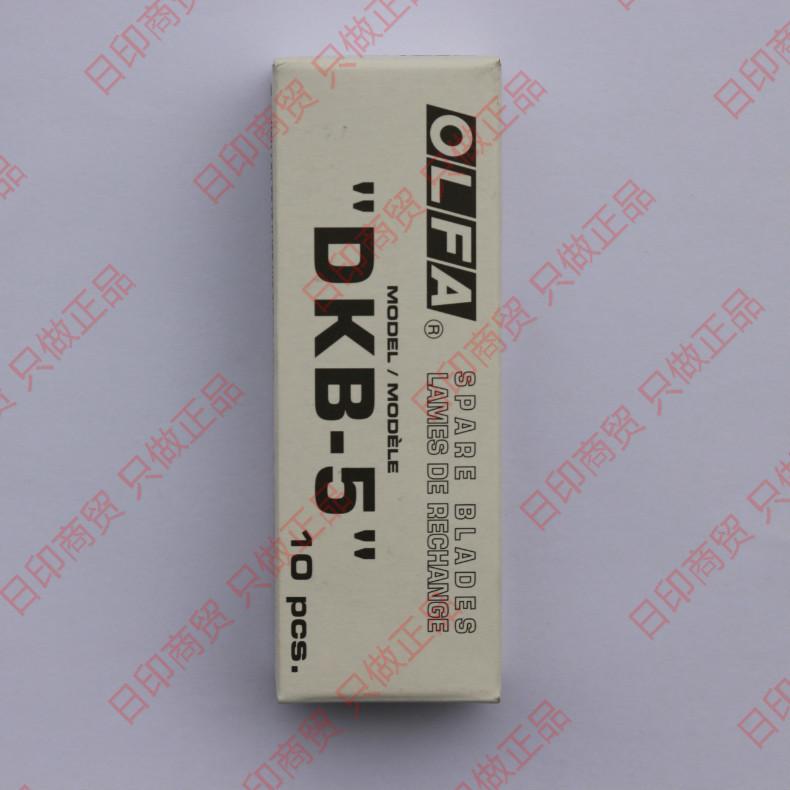 OLFA®
SPARE BLADES
LAMES DE RECHANGE
MODEL / MODÈLE
"DKB-5"
10 pcs.
日印商贸 只做正品